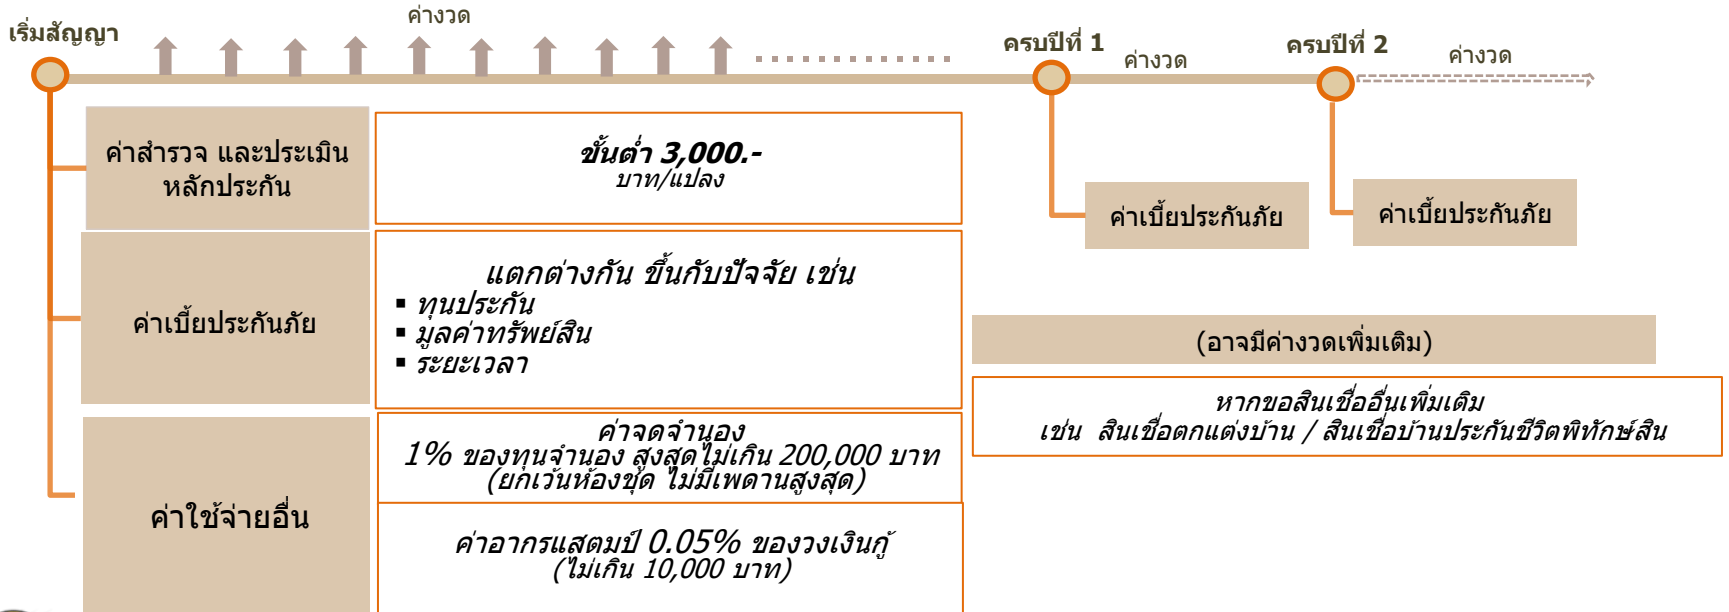 ค่างวด
เริ่มสัญญา
ครบปีที่ 1
ค่างวด
ครบปีที่ 2
ค่างวด
ค่าสำรวจ และประเมิน
หลักประกัน
ขั้นต่ำ 3,000.-
บาท/แปลง
ค่าเบี้ยประกันภัย
ค่าเบี้ยประกันภัย
ค่าเบี้ยประกันภัย
แตกต่างกัน ขึ้นกับปัจจัย เช่น
▪ ทุนประกัน
▪ มูลค่าทรัพย์สิน
▪ ระยะเวลา
(อาจมีค่างวดเพิ่มเติม)
หากขอสินเชื่ออื่นเพิ่มเติม
เช่น สินเชื่อตกแต่งบ้าน / สินเชื่อบ้านประกันชีวิตพิทักษ์สิน
ค่าใช้จ่ายอื่น
ค่าจดจำนอง
1% ของทุนจำนอง สูงสุดไม่เกิน 200,000 บาท
(ยกเว้นห้องชุด ไม่มีเพดานสูงสุด)
ค่าอากรแสตมป์ 0.05% ของวงเงินกู้
(ไม่เกิน 10,000 บาท)